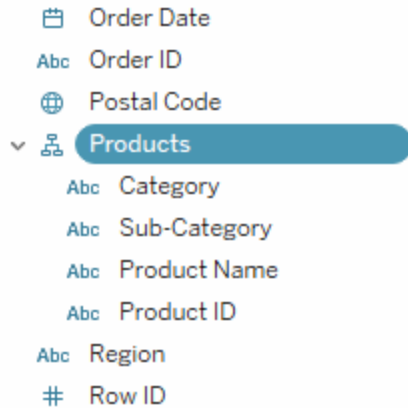 Order Date
Abc Order ID
Postal Code
Products
Abc Category
Abc Sub-Category
Abc Product Name
Abc Product ID
Abc Region
# Row ID